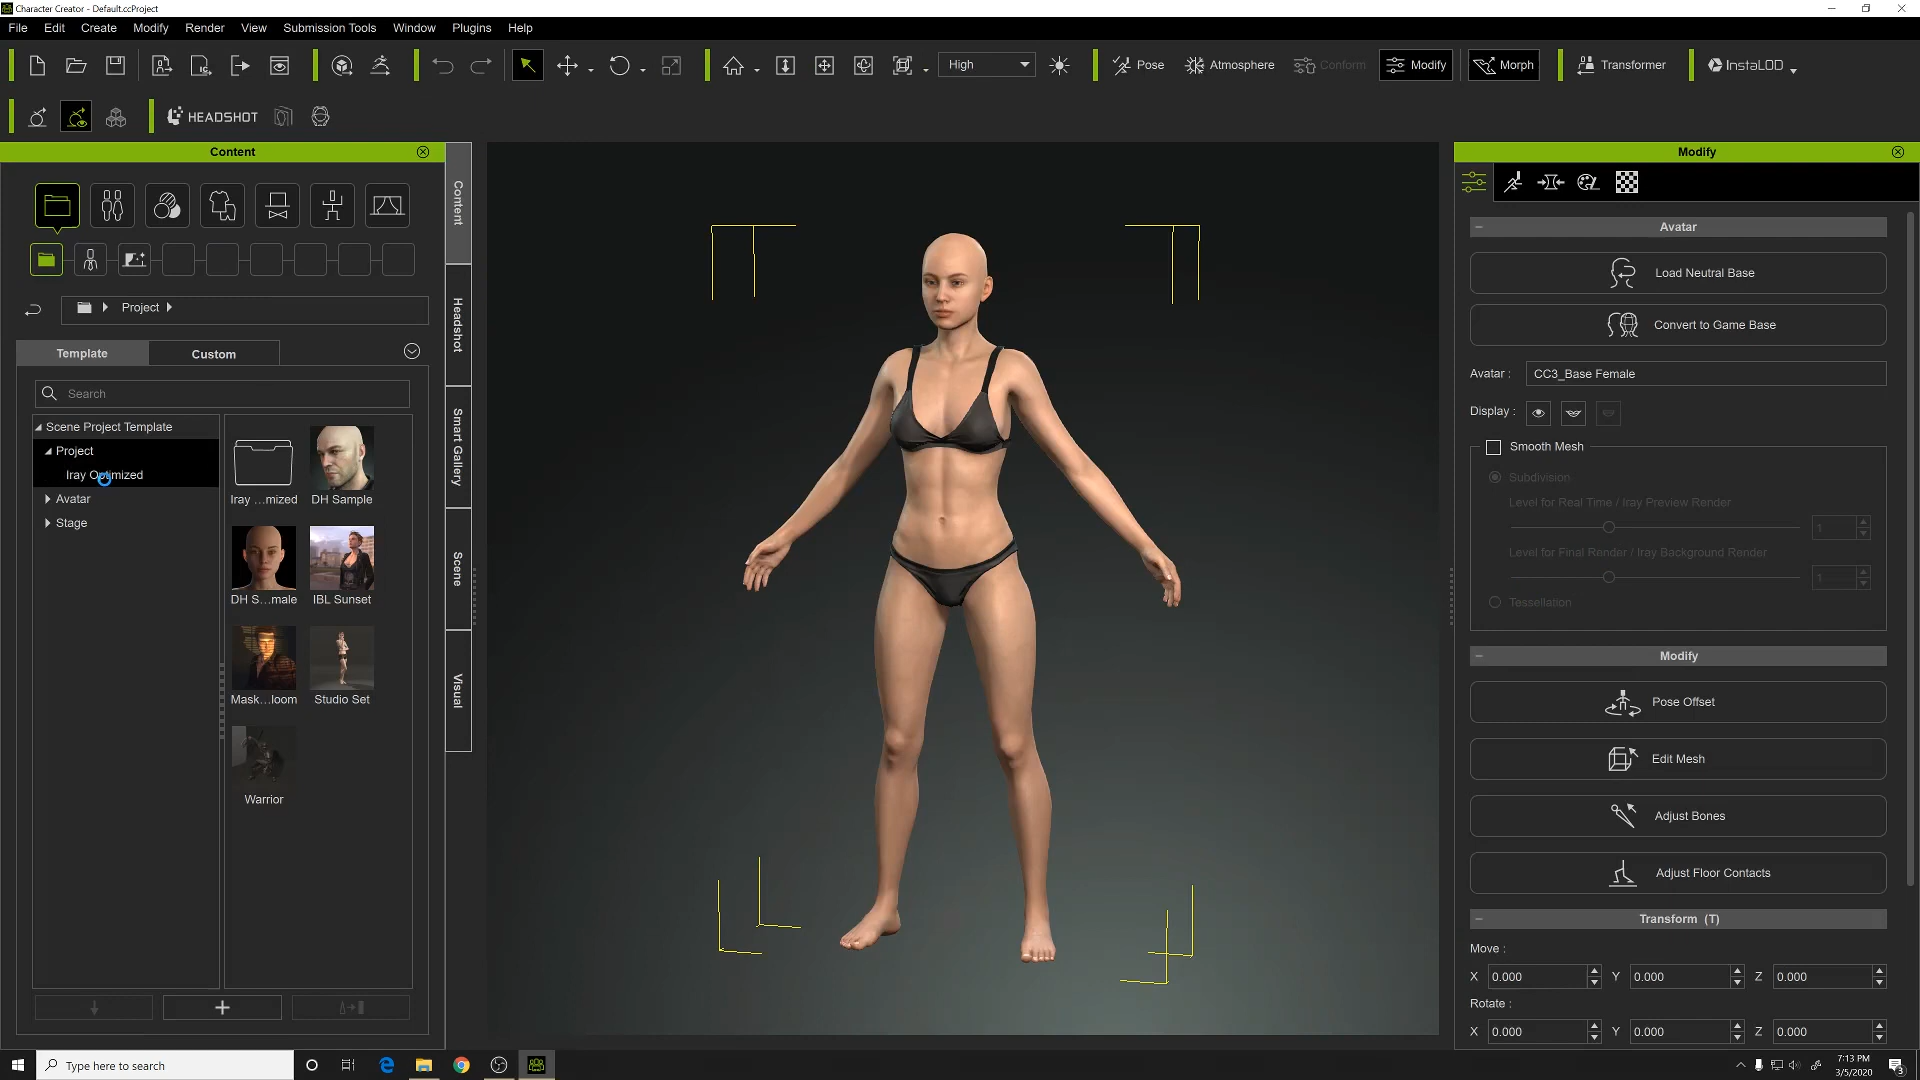 Character Creator - Default.ccProject
File Edit Create Modify Render View Submission Tools Window Plugins Help
High Pose Atmosphere Conform Modify Morph Transformer InstaLOD
HEADSHOT
Content
Project
Template Custom
Search
Scene Project Template
Project
Iray Optimized
Avatar
Stage
Iray ...mized DH Sample
DH S...male IBL Sunset
Mask...loom Studio Set
Warrior
Content
Headshot
Smart Gallery
Scene
Visual
Modify
Avatar
Load Neutral Base
Convert to Game Base
Avatar : CC3_Base Female
Display :
Smooth Mesh
Subdivision
Level for Real Time / Iray Preview Render
1
Level for Final Render / Iray Background Render
1
Tessellation
Modify
Pose Offset
Edit Mesh
Adjust Bones
Adjust Floor Contacts
Transform (T)
Move :
X 0.000 Y 0.000 Z 0.000
Rotate :
X 0.000 Y 0.000 Z 0.000
Type here to search
7:13 PM
3/5/2020
3